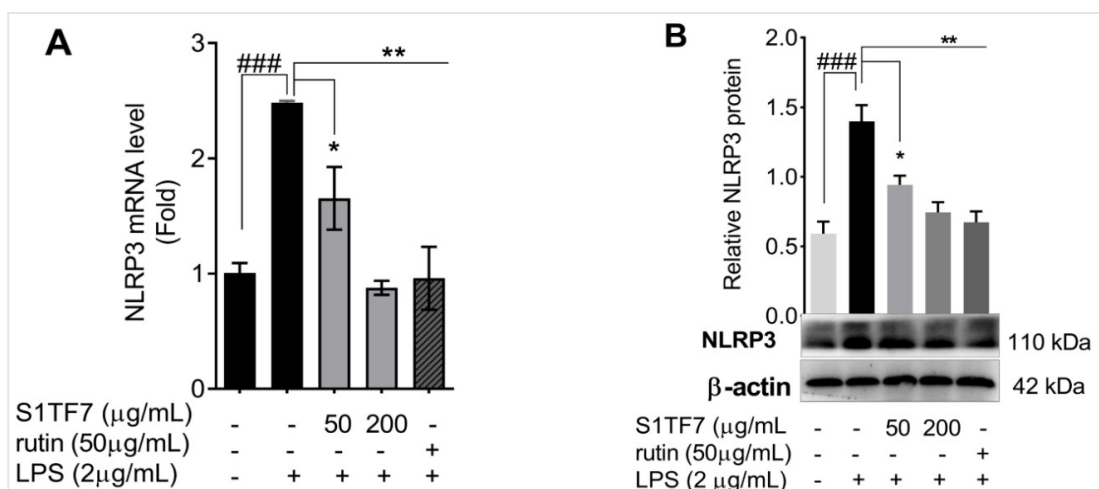 A
NLRP3 mRNA level
(Fold)
3
2
1
0
###
**
*
S1TF7 (μg/mL) - - 50 200 -
rutin (50μg/mL) - - - - +
LPS (2μg/mL) - + + + +
B
Relative NLRP3 protein
2.0
1.5
1.0
0.5
0.0
###
**
*
NLRP3 110 kDa
β-actin 42 kDa
S1TF7 (μg/mL - - 50 200 -
rutin (50μg/mL) - - - - +
LPS (2 μg/mL) - + + + +